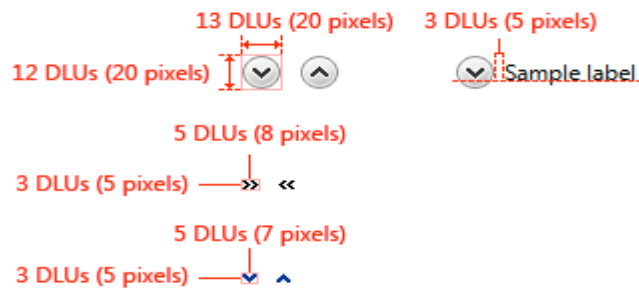 13 DLUs (20 pixels)
3 DLUs (5 pixels)
12 DLUs (20 pixels)
Sample label
5 DLUs (8 pixels)
3 DLUs (5 pixels)
5 DLUs (7 pixels)
3 DLUs (5 pixels)